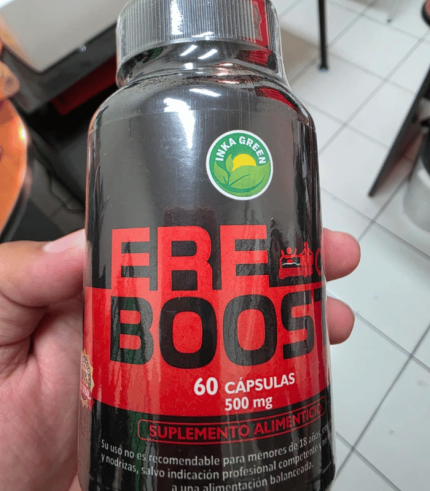 INKA GREEN
ERE
BOOST
60 CÁPSULAS
500 mg
SUPLEMENTO ALIMENTICIO
Su uso no es recomendable para menores de 18 años
y nodrizas, salvo indicación profesional competente
a una alimentación balanceada.